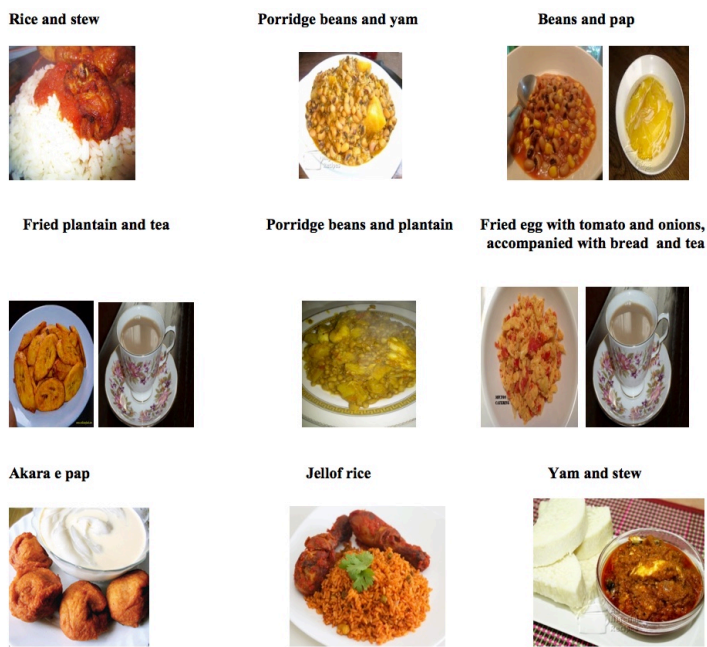 Rice and stew
Porridge beans and yam
Beans and pap
Fried plantain and tea
Porridge beans and plantain
Fried egg with tomato and onions,
accompanied with bread and tea
Akara e pap
Jellof rice
Yam and stew